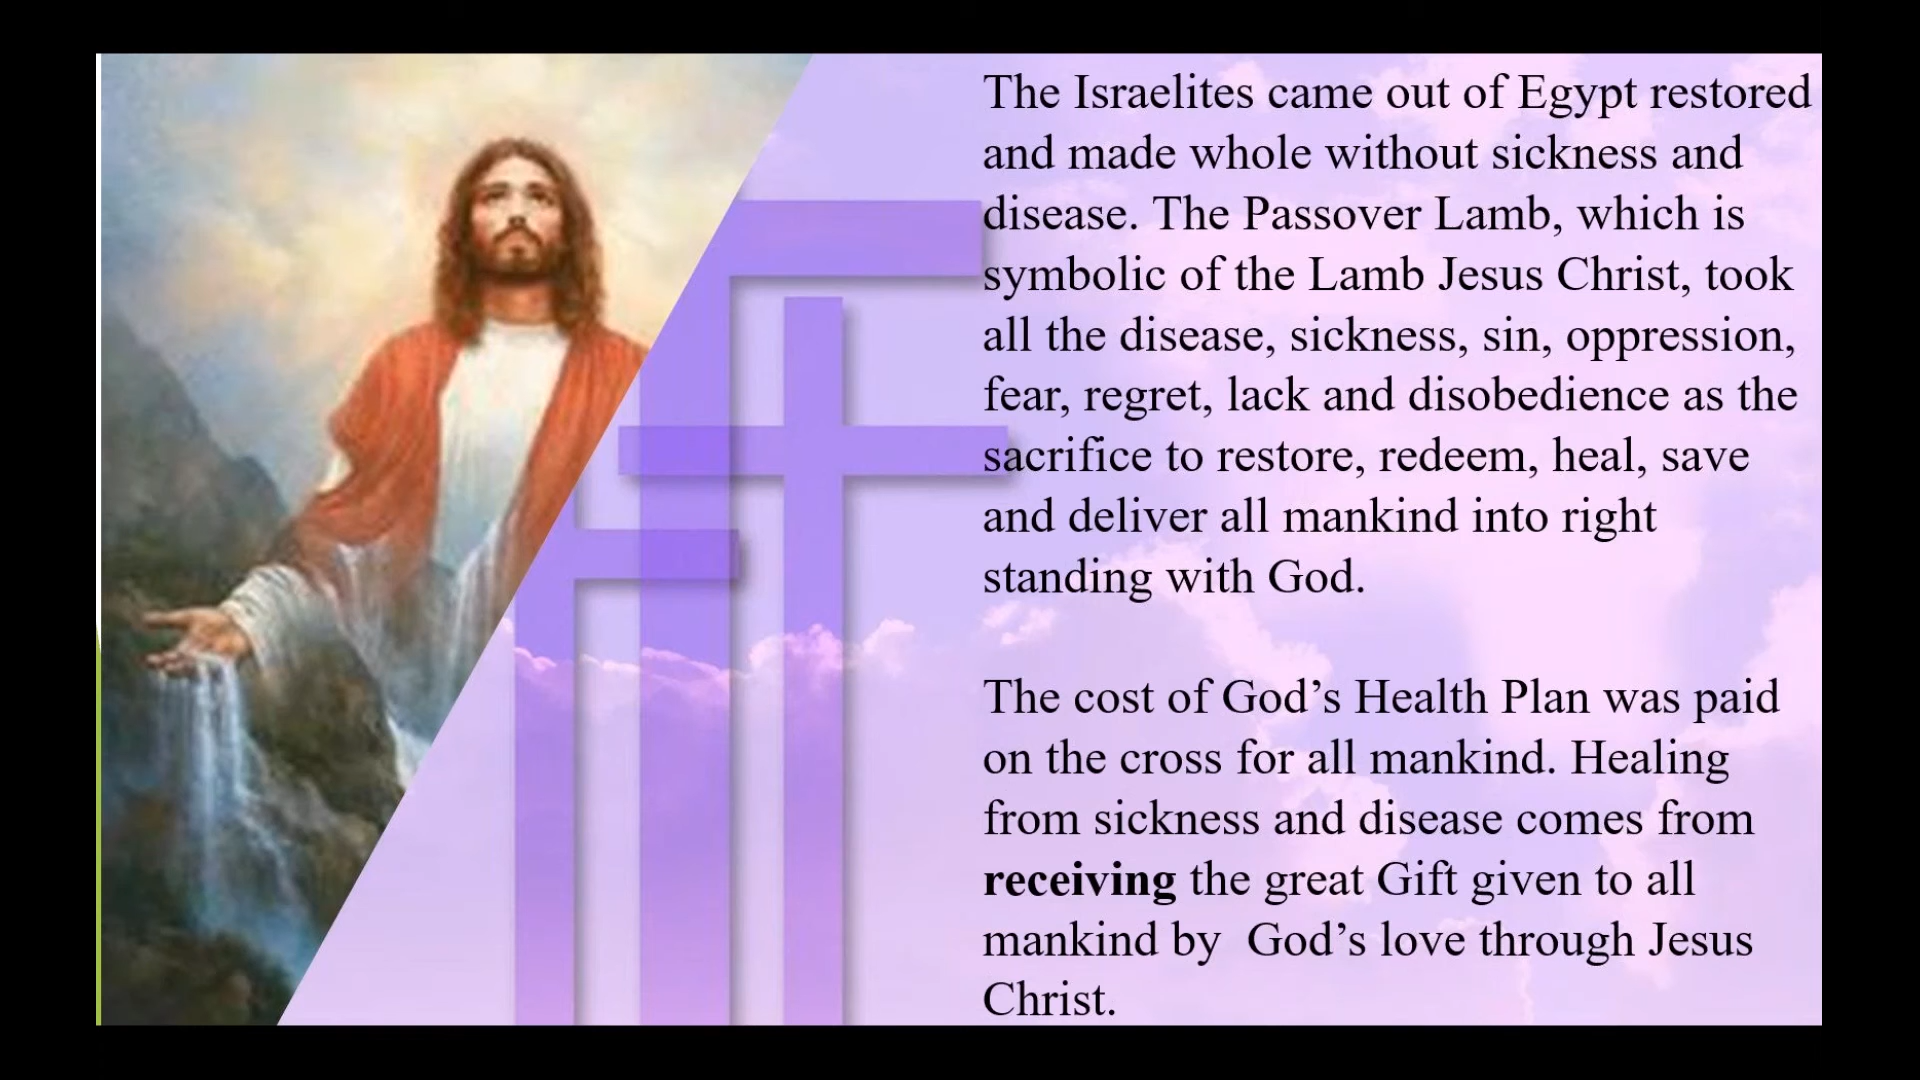 The Israelites came out of Egypt restored
and made whole without sickness and
disease. The Passover Lamb, which is
symbolic of the Lamb Jesus Christ, took
all the disease, sickness, sin, oppression,
fear, regret, lack and disobedience as the
sacrifice to restore, redeem, heal, save
and deliver all mankind into right
standing with God.
The cost of God’s Health Plan was paid
on the cross for all mankind. Healing
from sickness and disease comes from
receiving the great Gift given to all
mankind by  God’s love through Jesus
Christ.